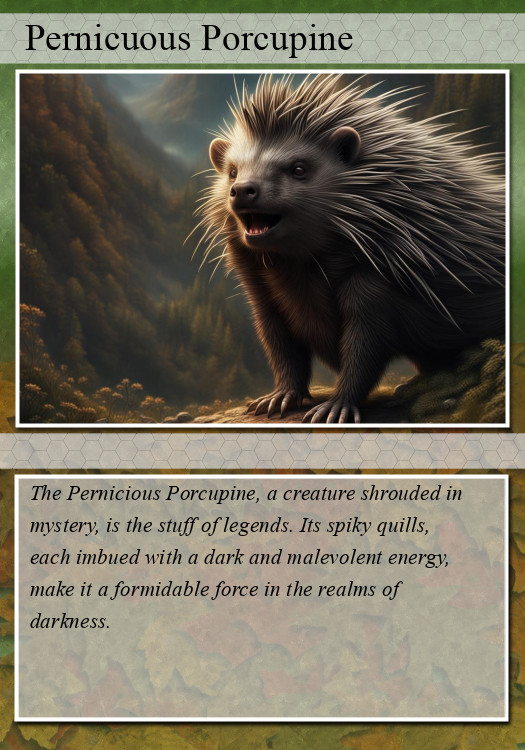 Pernicuous Porcupine
The Pernicious Porcupine, a creature shrouded in
mystery, is the stuff of legends. Its spiky quills,
each imbued with a dark and malevolent energy,
make it a formidable force in the realms of
darkness.